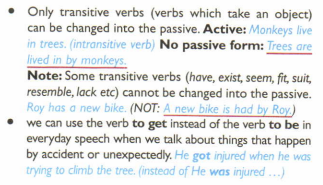 • Only transitive verbs (verbs which take an object)
can be changed into the passive. Active: Monkeys live
in trees. (intransitive verb) No passive form: Trees are
lived in by monkeys.
Note: Some transitive verbs (have, exist, seem, fit, suit,
resemble, lack etc) cannot be changed into the passive.
Roy has a new bike. (NOT: A new bike is had by Roy.)
• we can use the verb to get instead of the verb to be in
everyday speech when we talk about things that happen
by accident or unexpectedly. He got injured when he was
trying to climb the tree. (instead of He was injured ...)